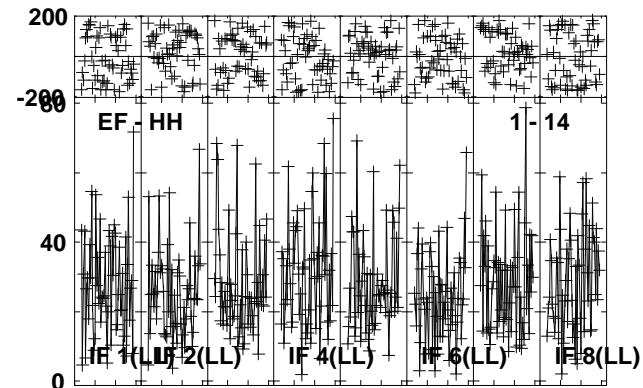 200
-200
80
EF - HH 1 - 14
40
IF 1(LL) IF 2(LL) IF 4(LL) IF 6(LL) IF 8(LL)
0